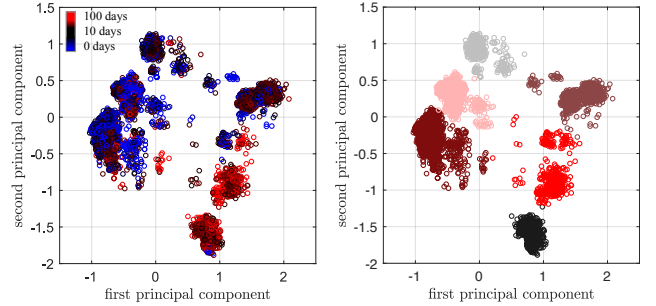 100 days
10 days
0 days
second principal component
1.5
1
0.5
0
-0.5
-1
-1.5
-2
-1 0 1 2
first principal component
second principal component
1.5
1
0.5
0
-0.5
-1
-1.5
-2
-1 0 1 2
first principal component